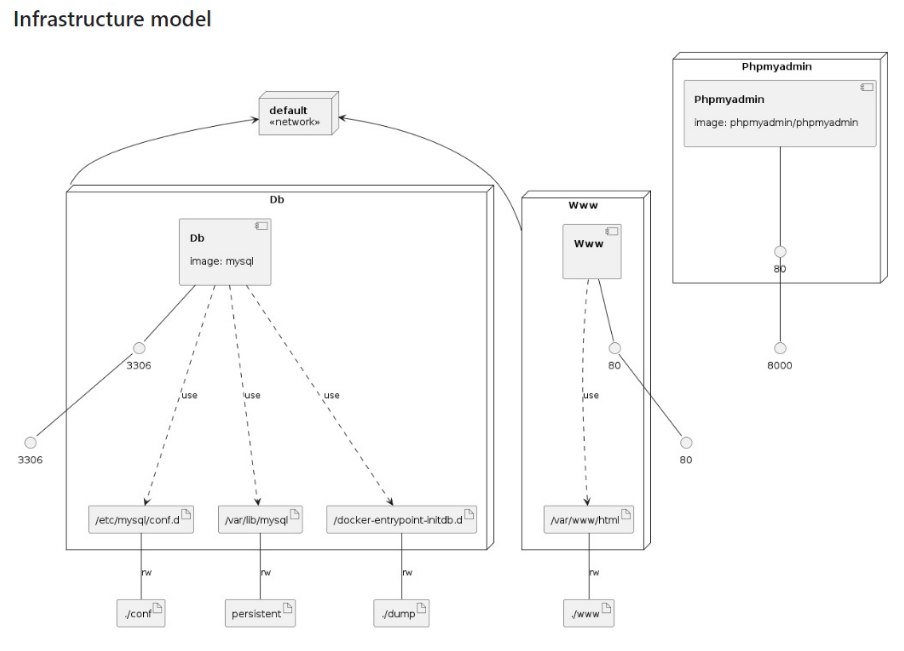 Infrastructure model
Phpmyadmin
Phpmyadmin
image: phpmyadmin/phpmyadmin
80
8000
default
«network»
Db
Db
image: mysql
3306
3306
use
use
use
/etc/mysql/conf.d
/var/lib/mysql
/docker-entrypoint-initdb.d
rw
rw
rw
./conf
persistent
./dump
Www
Www
80
80
use
/var/www/html
rw
./www